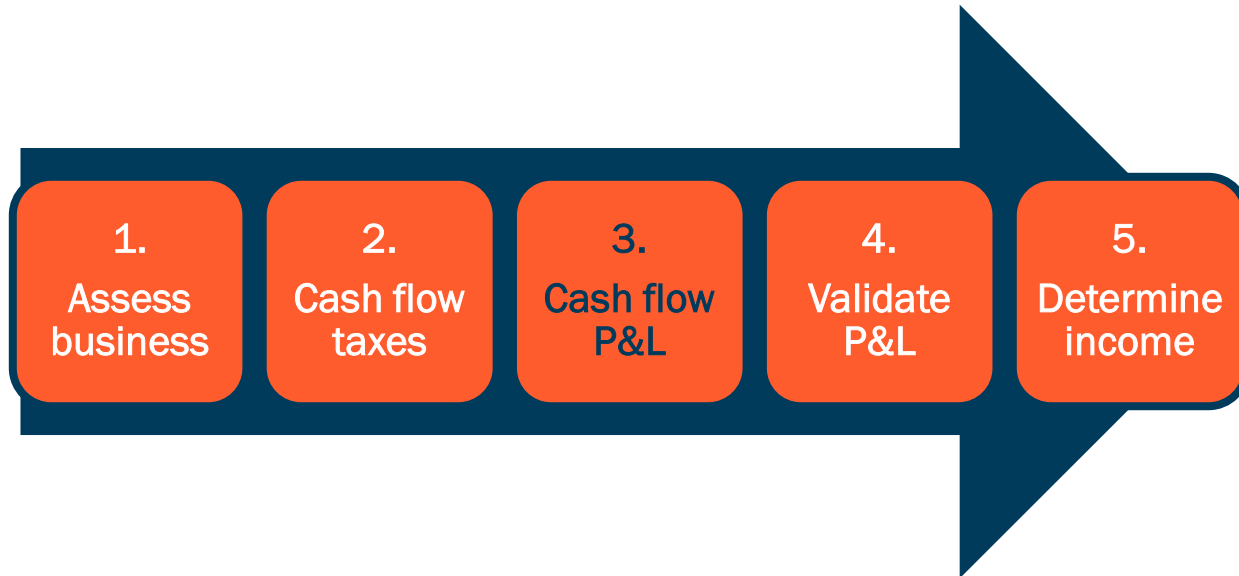 1.
Assess
business
2.
Cash flow
taxes
3.
Cash flow
P&L
4.
Validate
P&L
5.
Determine
income